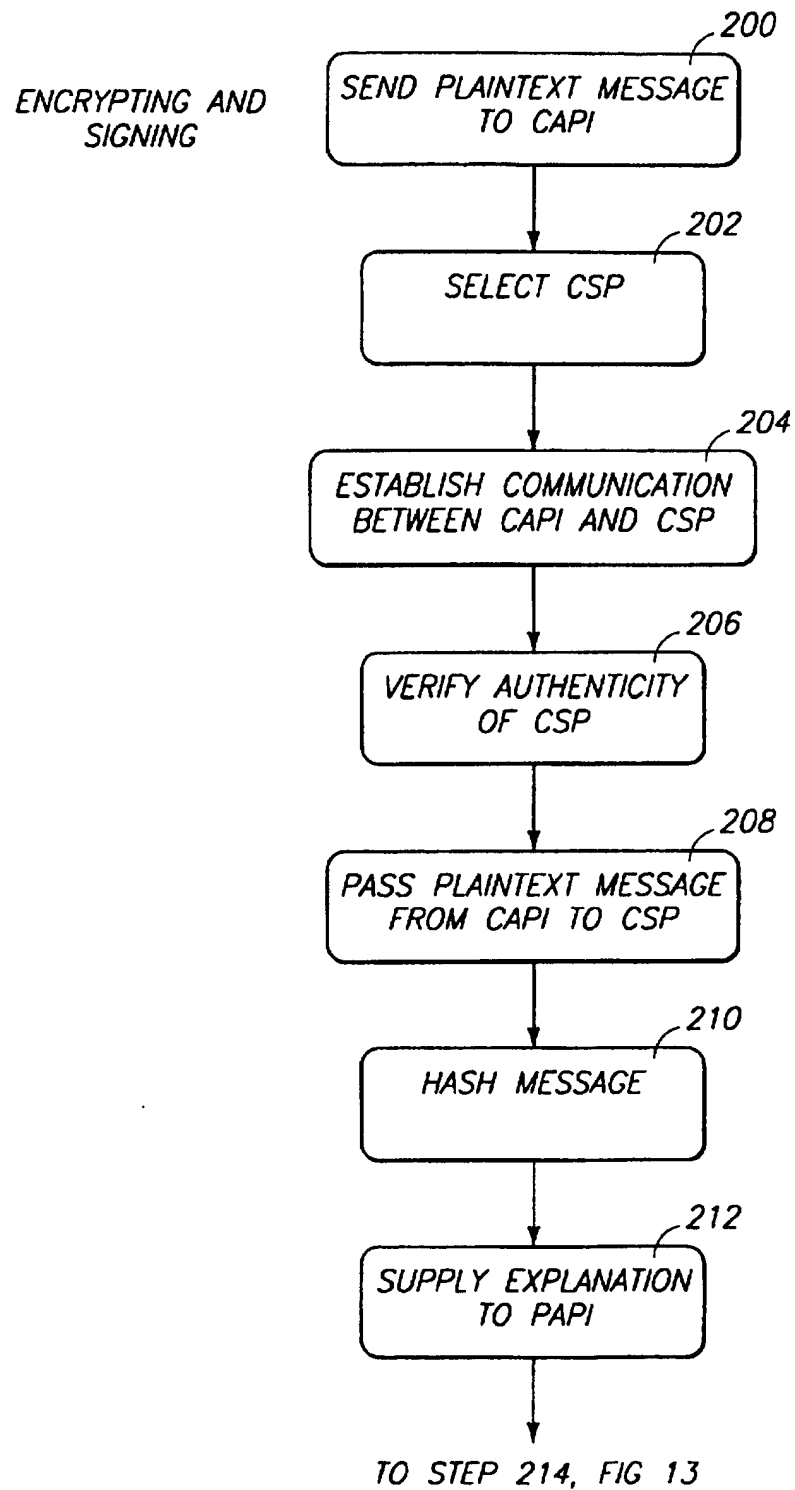 200
ENCRYPTING AND
SIGNING
SEND PLAINTEXT MESSAGE
TO CAPI
202
SELECT CSP
204
ESTABLISH COMMUNICATION
BETWEEN CAPI AND CSP
206
VERIFY AUTHENTICITY
OF CSP
208
PASS PLAINTEXT MESSAGE
FROM CAPI TO CSP
210
HASH MESSAGE
212
SUPPLY EXPLANATION
TO PAPI
TO STEP 214, FIG 13